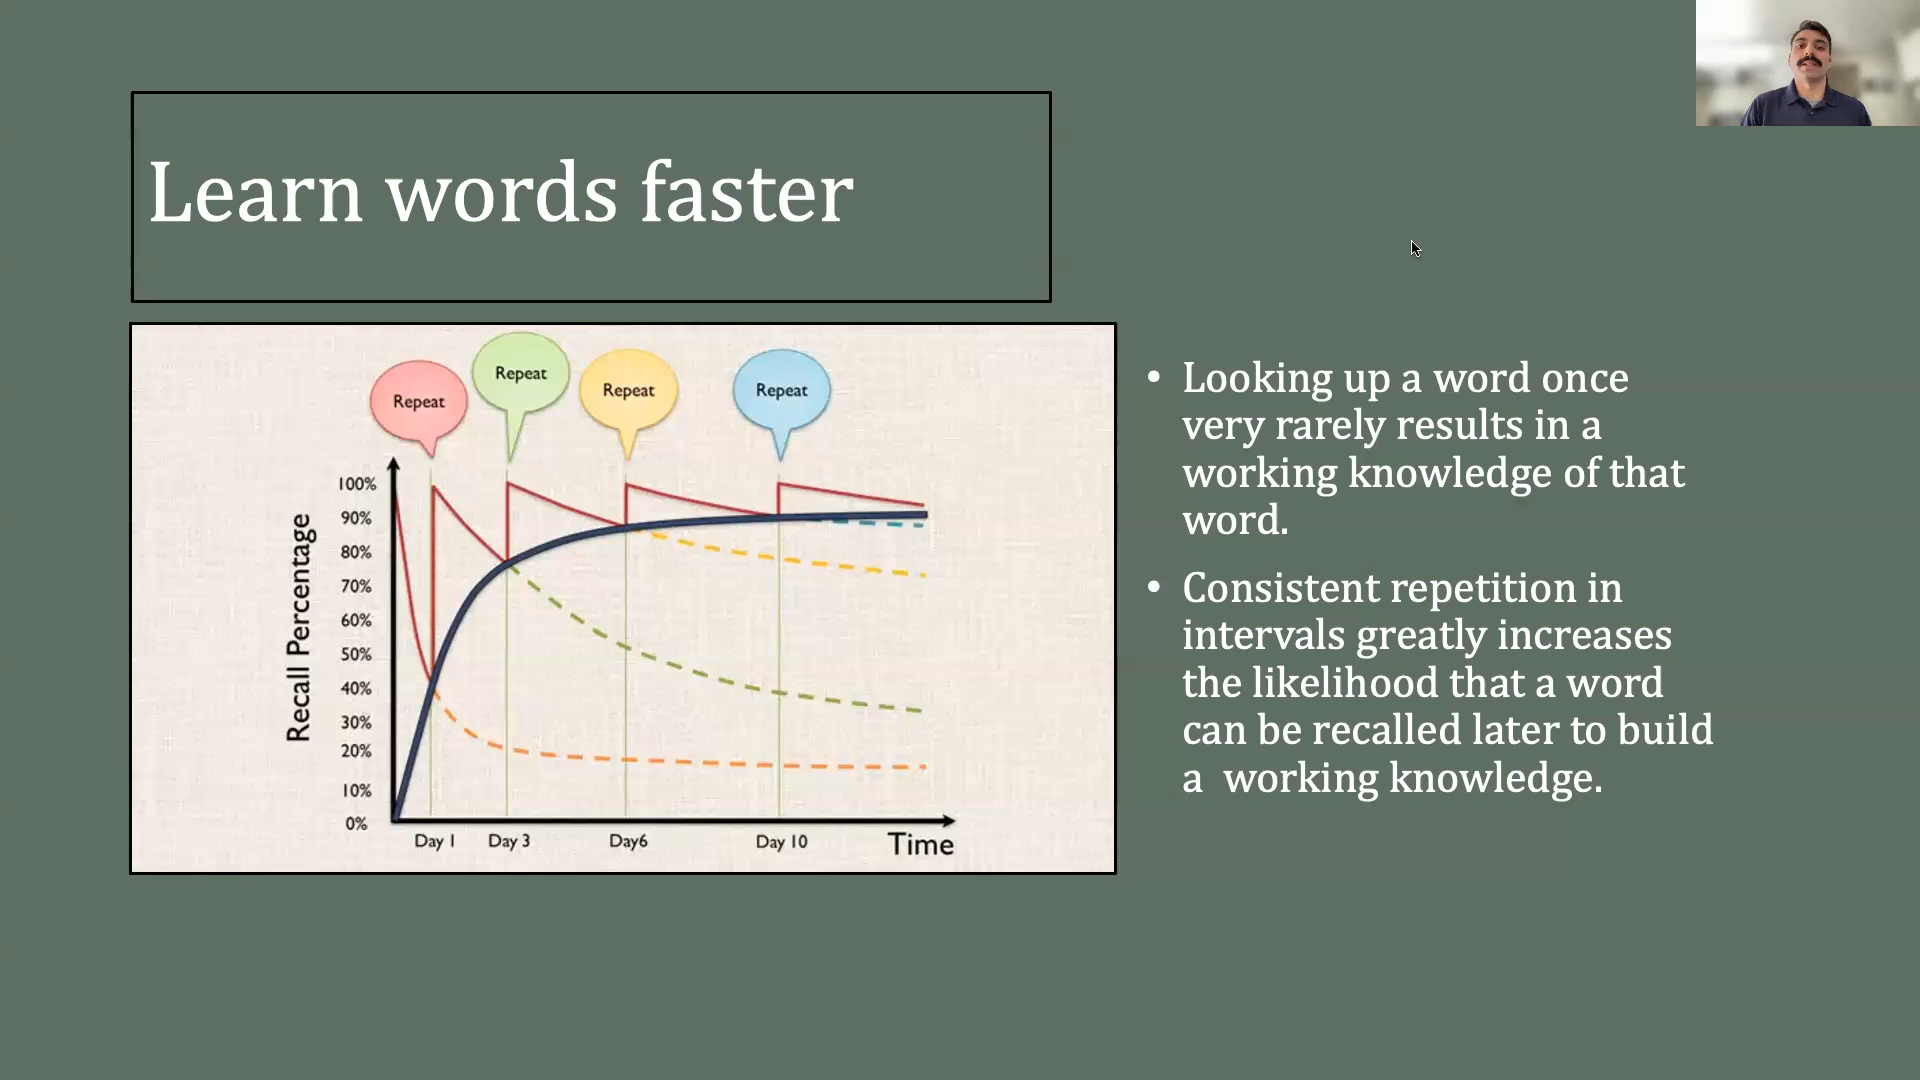 Learn words faster
Repeat
Repeat
Repeat
Repeat
Recall Percentage
100%
90%
80%
70%
60%
50%
40%
30%
20%
10%
0%
Day 1
Day 3
Day6
Day 10
Time
• Looking up a word once
very rarely results in a
working knowledge of that
word.
• Consistent repetition in
intervals greatly increases
the likelihood that a word
can be recalled later to build
a  working knowledge.